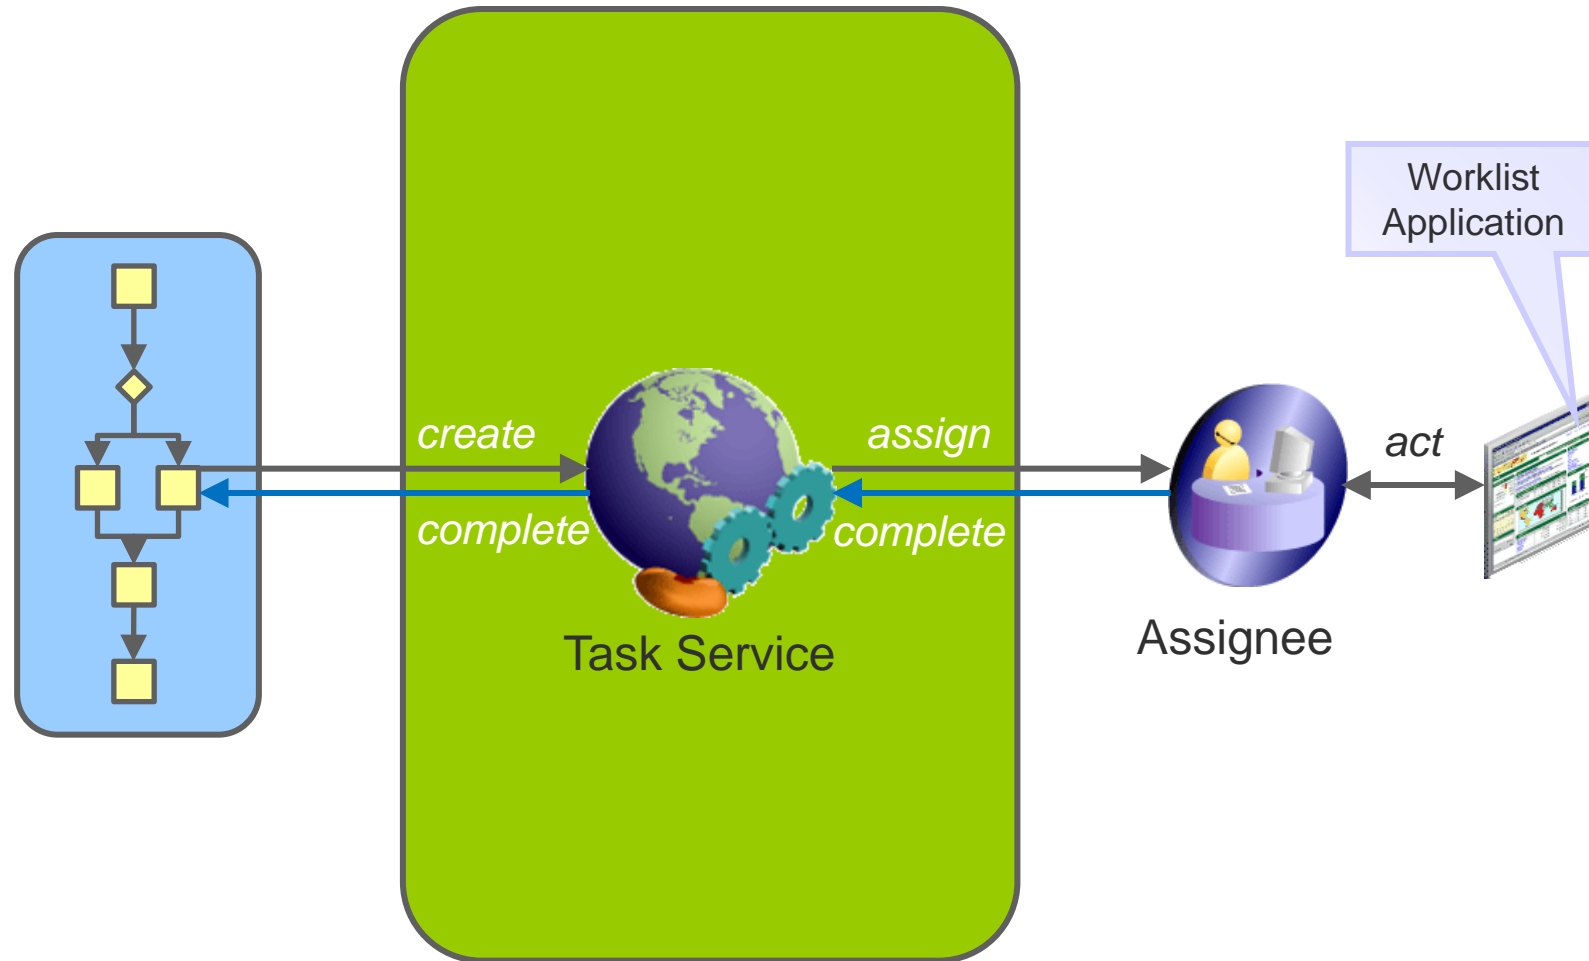 Worklist
Application
create
assign
act
complete
complete
Task Service
Assignee